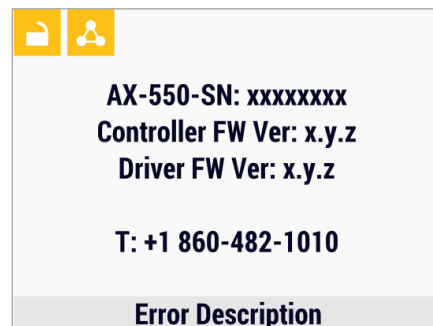 AX-550-SN: xxxxxxxx
Controller FW Ver: x.y.z
Driver FW Ver: x.y.z
T: +1 860-482-1010
Error Description